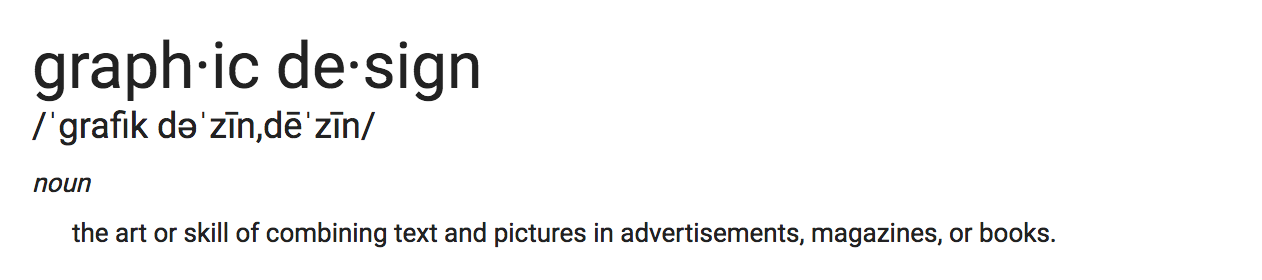 graph·ic de·sign
/ˈgrafik dəˈzīn,dēˈzīn/
noun
the art or skill of combining text and pictures in advertisements, magazines, or books.